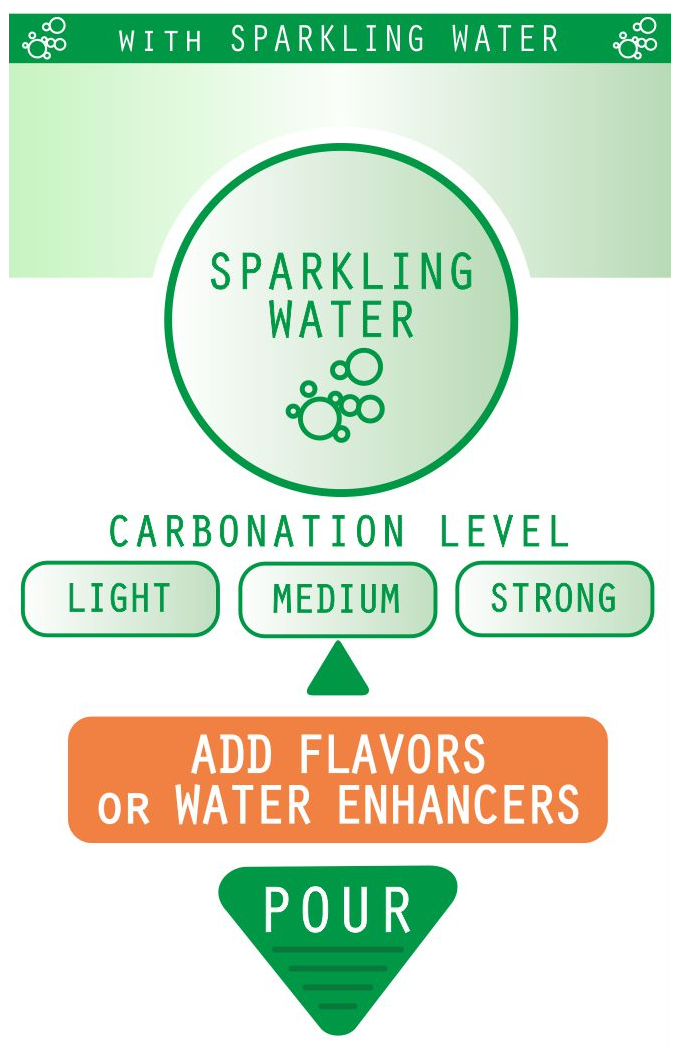 WITH SPARKLING WATER
SPARKLING
WATER
CARBONATION LEVEL
LIGHT
MEDIUM
STRONG
ADD FLAVORS
OR WATER ENHANCERS
POUR